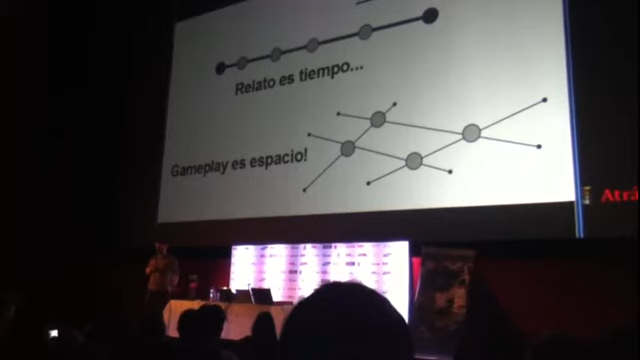 Relato es tiempo...
Gameplay es espacio!
Atrá